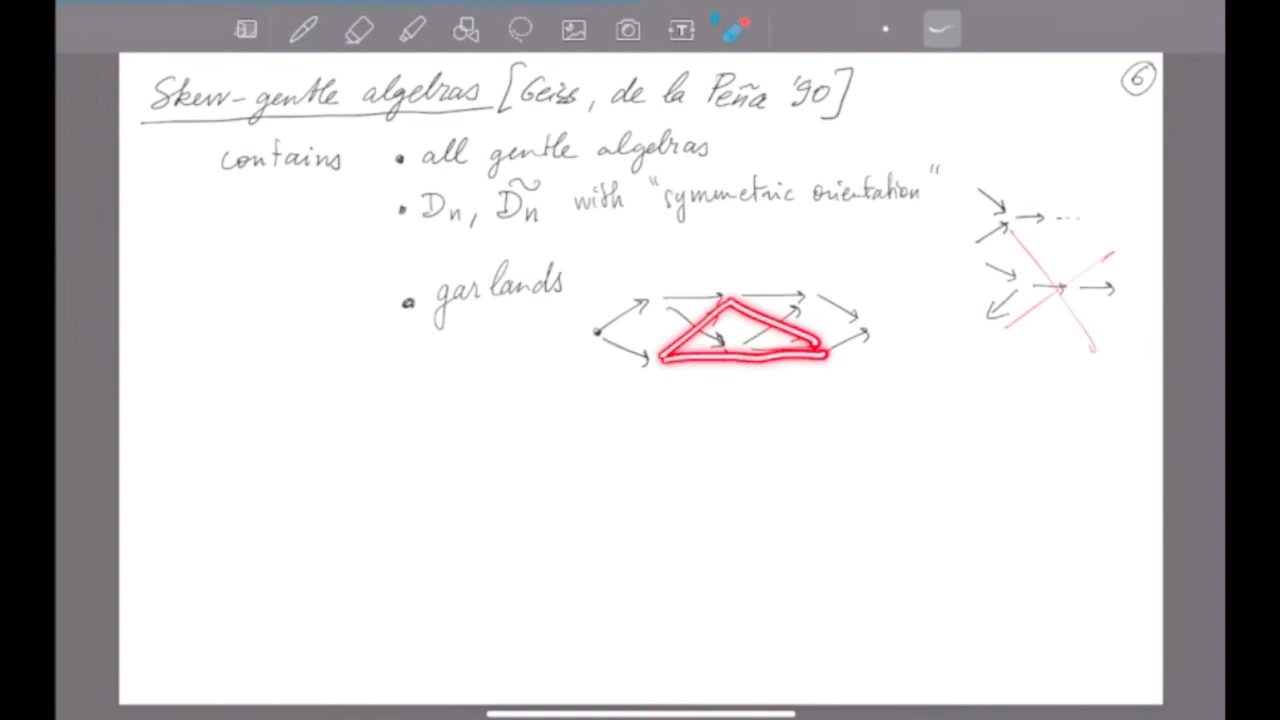 Skew-gentle algebras [Geiss, de la Peña '90]
6
contains • all gentle algebras
• Dn, D̃n with "symmetric orientation"
• garlands